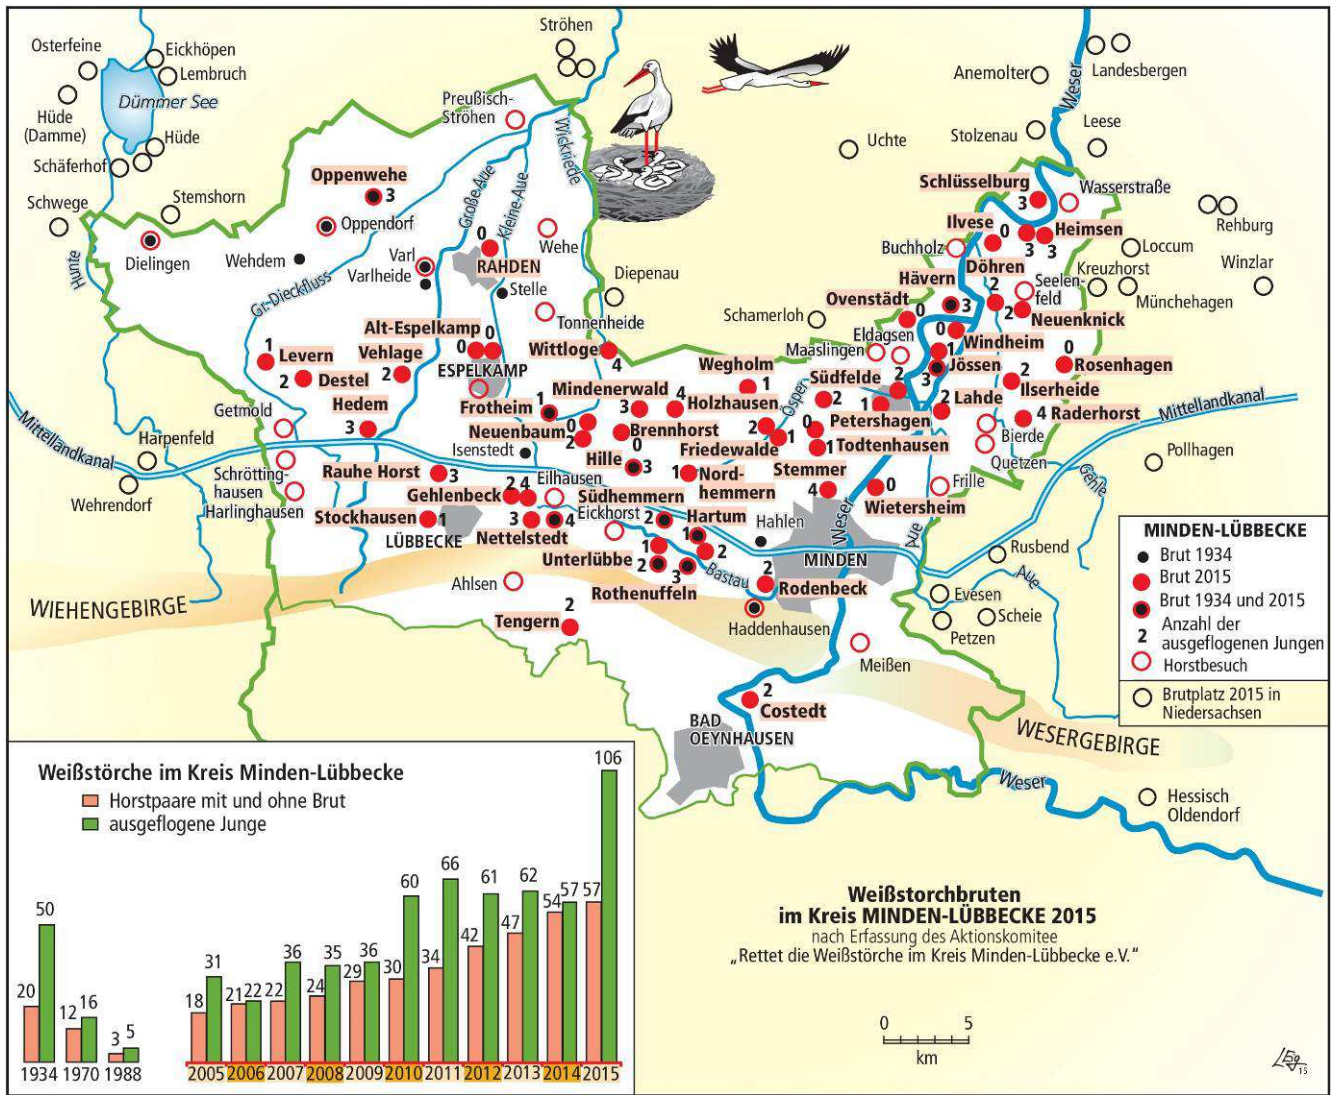 Ströhen
Osterfeine
Eickhöpen
Lembruch
Dümmer See
Hüde
(Damme)
Hüde
Schäferhof
Schwege
Stemshorn
Hunte
Dielingen
Preußisch-
Ströhen
Wickriede
Oppenwehe
3
Oppendorf
Wehdem
Große Aue
Kleine Aue
Varl
Varlheide
Gr. Dieckfluss
0
RAHDEN
Wehe
Stelle
Tonnenheide
Diepenau
Uchte
Anemolter
Landesbergen
Weser
Stolzenau
Leese
Schlüsselburg
3
Wasserstraße
Rehburg
Ilvese
0
Heimsen
3
3
Loccum
Buchholz
Kreuzhorst
Winzlar
Münchehagen
Döhren
2
Seelen-
feld
Hävern
3
2
Neuenknick
Ovenstädt
0
Schamerloh
Eldagsen
0
Windheim
Maaslingen
1
Jössen
3
0
Rosenhagen
Alt-Espelkamp
0
0
ESPELKAMP
Vehlage
2
Wittloge
4
1
Levern
2
Destel
Hedem
3
Getmold
Frotheim
1
Mindenerwald
3
4
Wegholm
1
Holzhausen
2
Ösper
Südfelde
2
2
1
Petershagen
Lahde
2
Ilserheide
4
Raderhorst
Mittellandkanal
Mittellandkanal
Harpenfeld
Wehrendorf
Schrötting-
hausen
Harlinghausen
Neuenbaum
0
2
Brennhorst
0
Hille
3
Friedewalde
1
0
1
Todtenhausen
Bierde
Quetzen
Pollhagen
Gehle
Isenstedt
Rauhe Horst
3
Eilhausen
1
Nord-
hemmern
Stemmer
4
0
Wietersheim
Frille
Gehlenbeck
2
4
Südhemmern
Eickhorst
2
Hartum
1
2
Hahlen
Weser
Aue
Stockhausen
1
LÜBBECKE
3
4
Nettelstedt
Unterlübbe
1
2
3
Rothenuffeln
Bastau
2
Rodenbeck
MINDEN
Rusbend
Aue
Evesen
Scheie
Petzen
WIEHENGEBIRGE
Ahlsen
2
Tengern
Haddenhausen
Meißen
2
Costedt
BAD
OEYNHAUSEN
WESERGEBIRGE
Weser
Hessisch
Oldendorf
MINDEN-LÜBBECKE
Brut 1934
Brut 2015
Brut 1934 und 2015
2 Anzahl der
ausgeflogenen Jungen
Horstbesuch
Brutplatz 2015 in
Niedersachsen
Weißstörche im Kreis Minden-Lübbecke
Horstpaare mit und ohne Brut
ausgeflogene Junge
20 50 12 16 3 5 18 31 21 22 22 36 24 35 29 36 30 60 34 66 42 61 47 62 54 57 57 106
1934 1970 1988 2005 2006 2007 2008 2009 2010 2011 2012 2013 2014 2015
Weißstorchbruten
im Kreis MINDEN-LÜBBECKE 2015
nach Erfassung des Aktionskomitee
„Rettet die Weißstörche im Kreis Minden-Lübbecke e.V."
0 5
km